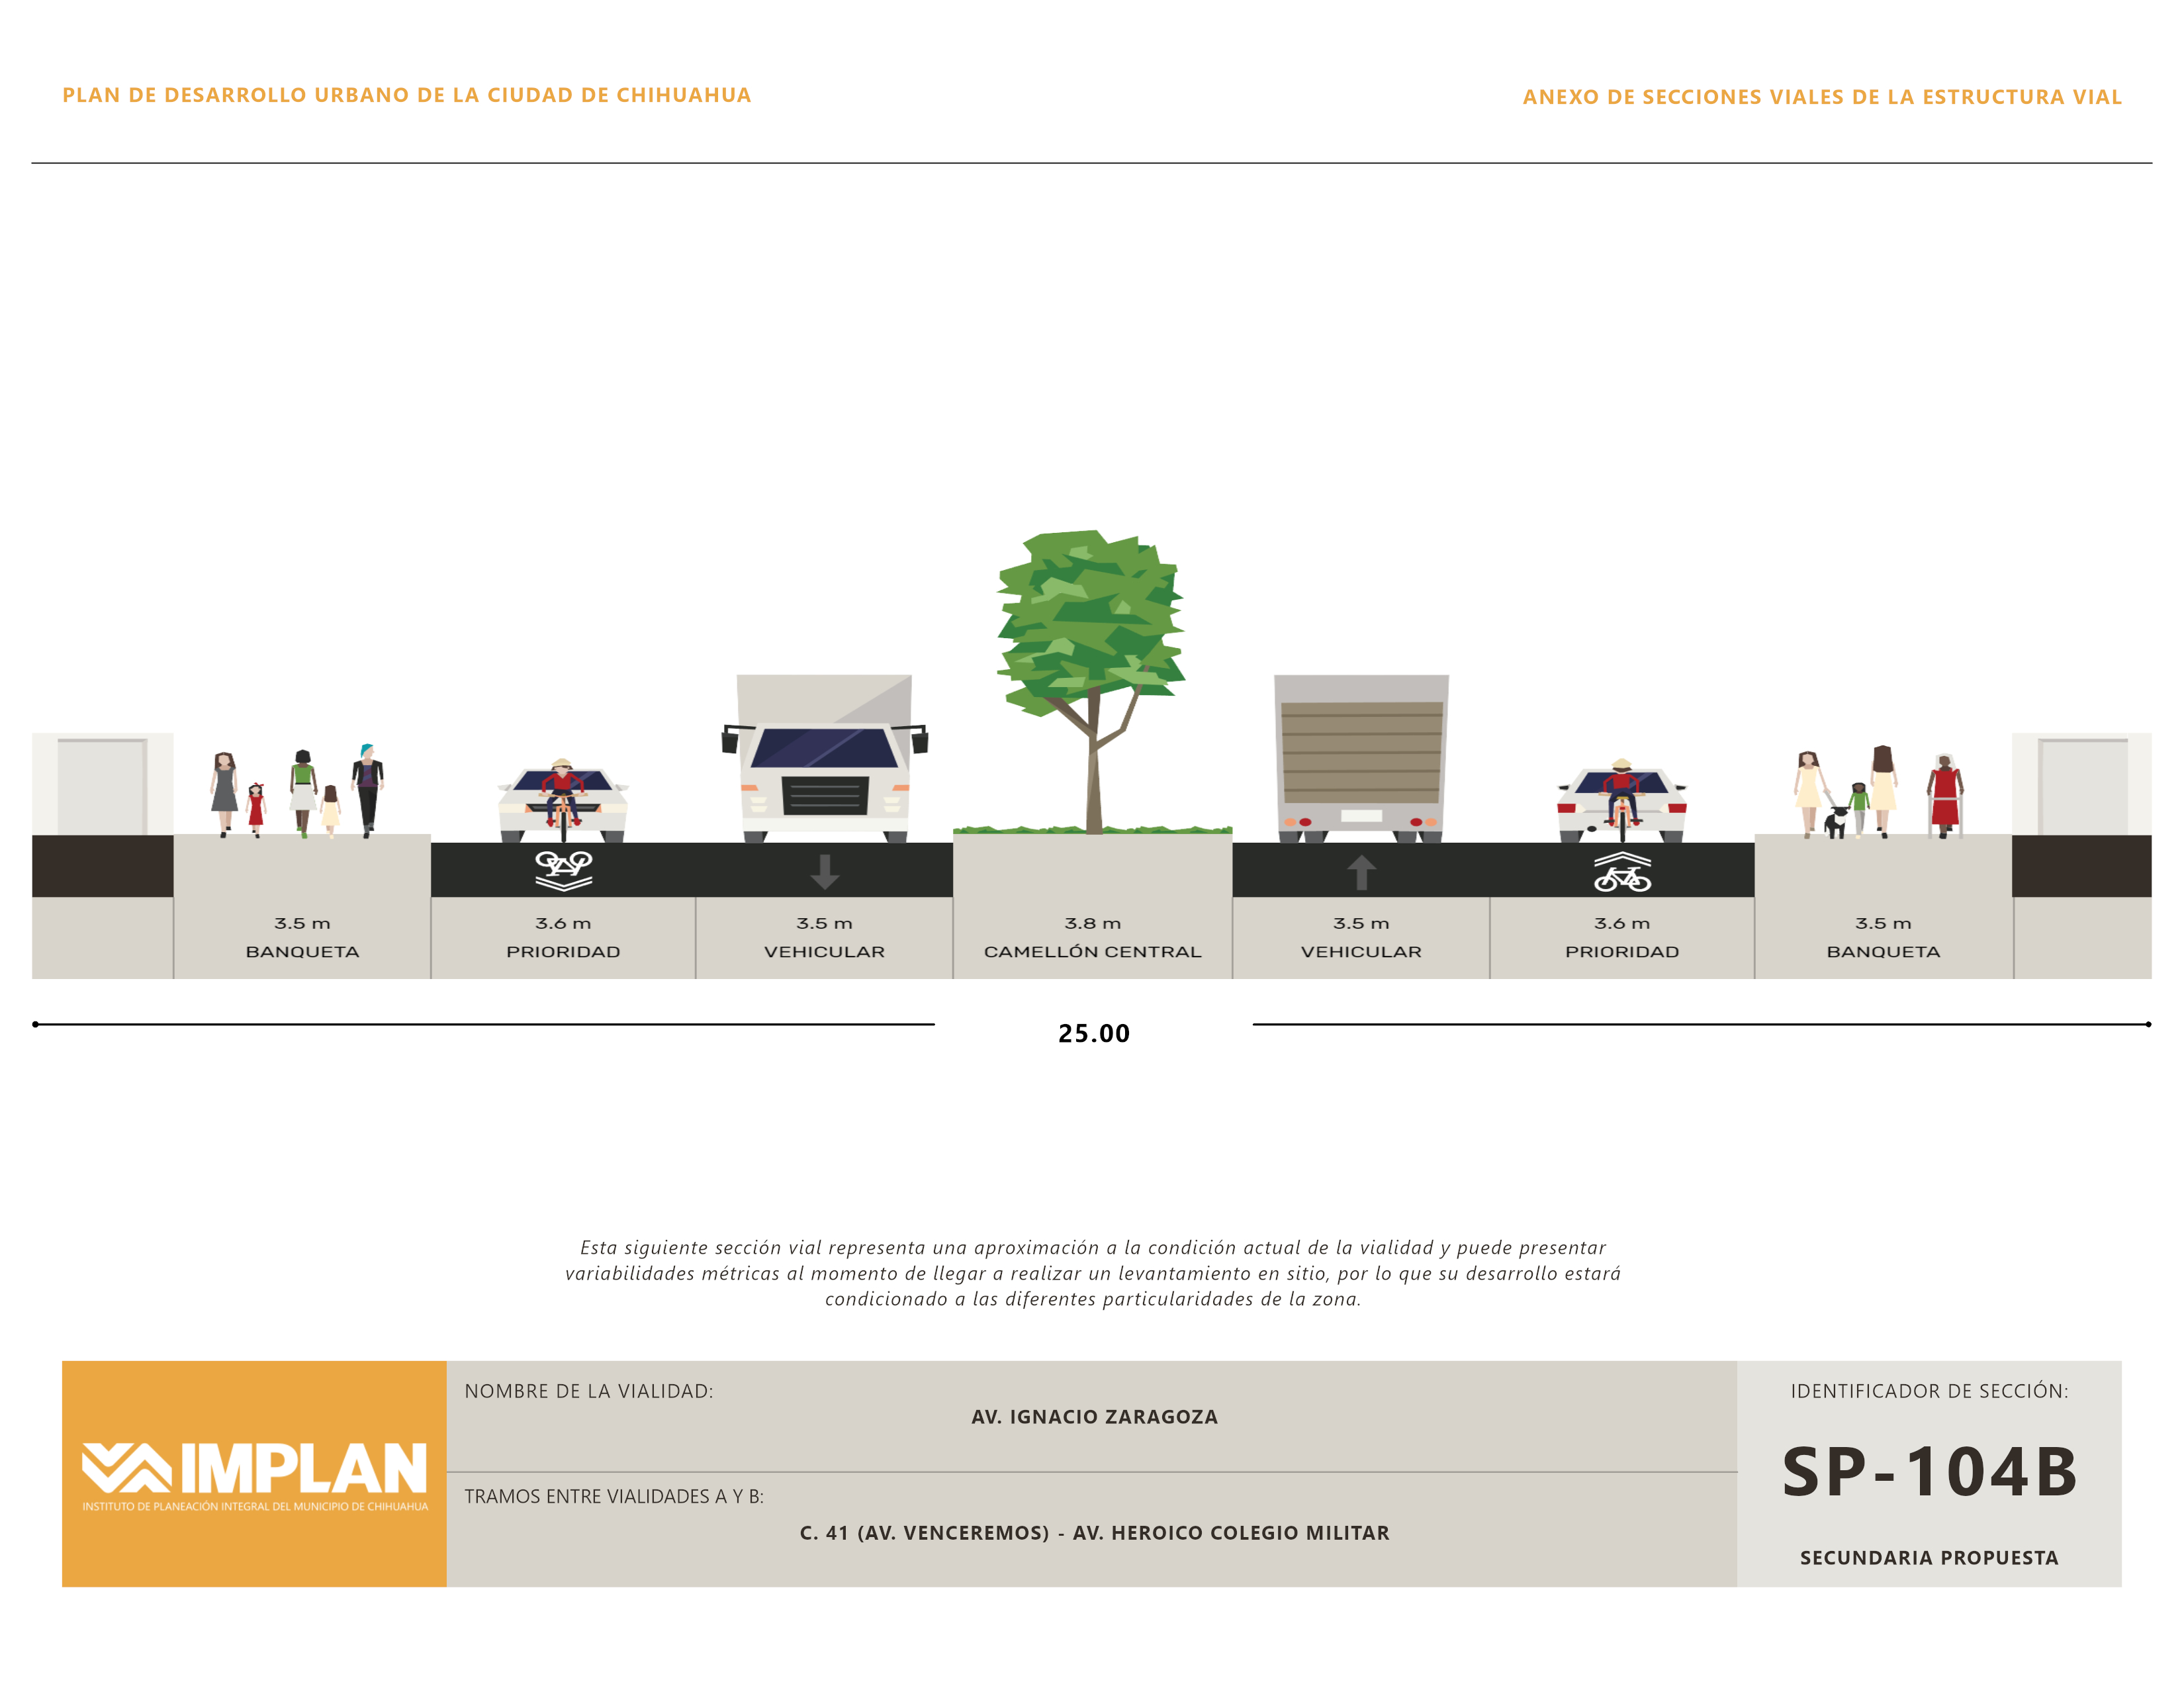 PLAN DE DESARROLLO URBANO DE LA CIUDAD DE CHIHUAHUA
ANEXO DE SECCIONES VIALES DE LA ESTRUCTURA VIAL
3.5 m
BANQUETA
3.6 m
PRIORIDAD
3.5 m
VEHICULAR
3.8 m
CAMELLÓN CENTRAL
3.5 m
VEHICULAR
3.6 m
PRIORIDAD
3.5 m
BANQUETA
25.00
Esta siguiente sección vial representa una aproximación a la condición actual de la vialidad y puede presentar
variabilidades métricas al momento de llegar a realizar un levantamiento en sitio, por lo que su desarrollo estará
condicionado a las diferentes particularidades de la zona.
IMPLAN
INSTITUTO DE PLANEACIÓN INTEGRAL DEL MUNICIPIO DE CHIHUAHUA
NOMBRE DE LA VIALIDAD:
AV. IGNACIO ZARAGOZA
TRAMOS ENTRE VIALIDADES A Y B:
C. 41 (AV. VENCEREMOS) - AV. HEROICO COLEGIO MILITAR
IDENTIFICADOR DE SECCIÓN:
SP-104B
SECUNDARIA PROPUESTA